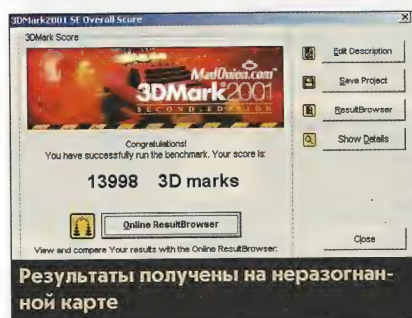 3DMark2001 SE Overall Score
3DMark Score
MadOnion.com™
3DMark2001
SECOND EDITION
Congratulations!
You have successfully run the benchmark. Your score is:
13998 3D marks
Online ResultBrowser
View and compare Your results with the Online ResultBrowser.
Edit Description
Save Project
ResultBrowser
Show Details
Close
Результаты получены на неразогнан-
ной карте